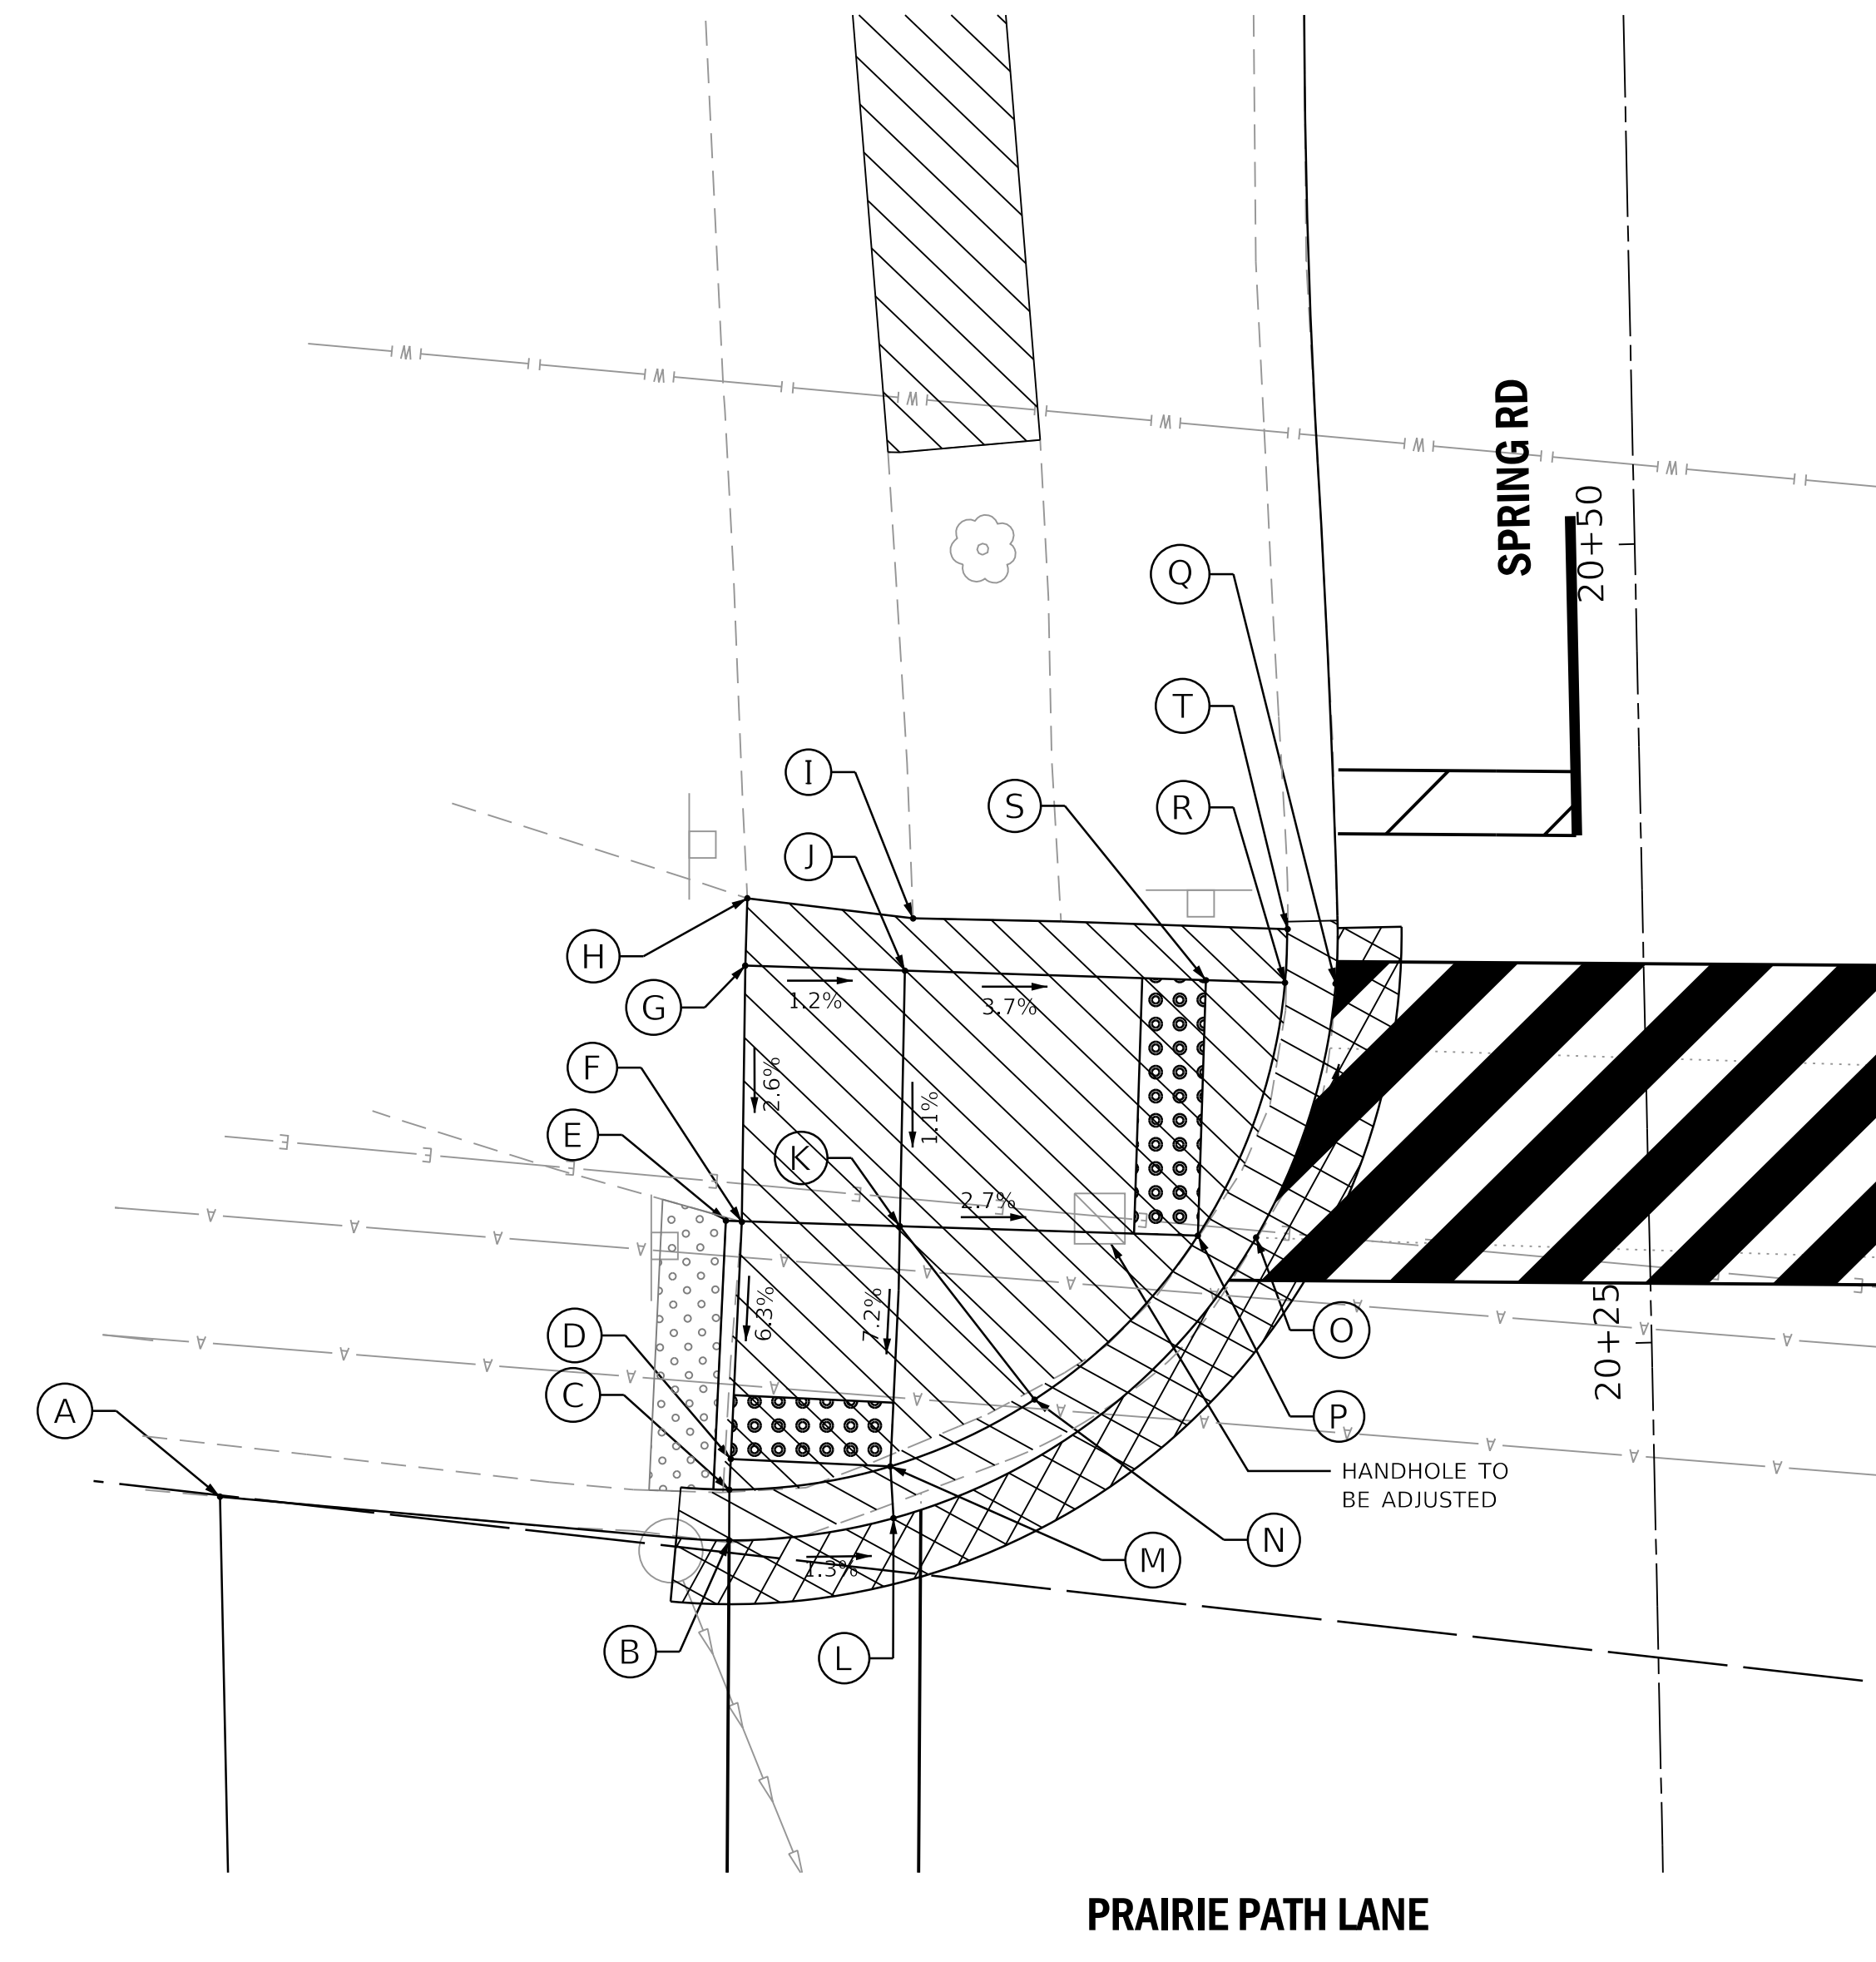 W W W W W W
SPRING RD
20+50
Q
T
I
S
R
J
H
G
1.2%
3.7%
F
2.6%
1.1%
E
K
E E E E E E E E
2.7%
A A A A A A A A A A A A
6.3%
7.2%
20+25
D
O
C
A
P
A A A A A A A A A A A A
HANDHOLE TO
BE ADJUSTED
N
M
1.3%
B
L
PRAIRIE PATH LANE